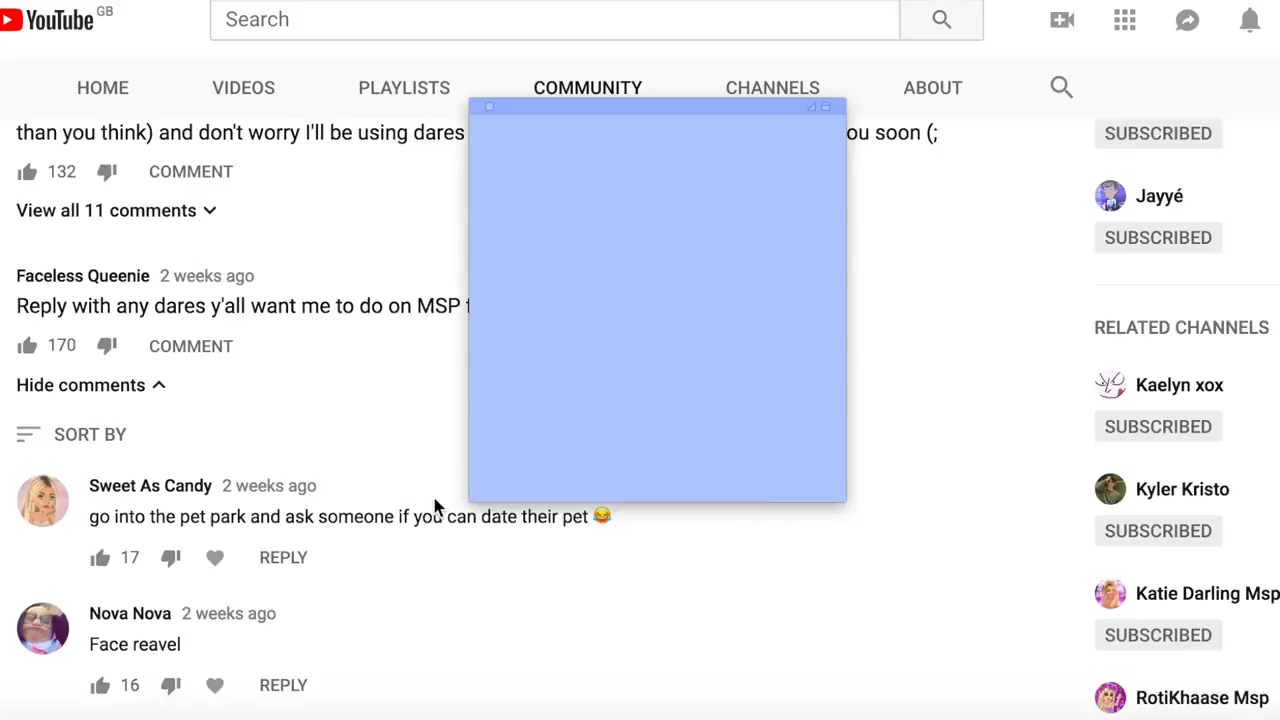 YouTube GB
Search
HOME VIDEOS PLAYLISTS COMMUNITY CHANNELS ABOUT
than you think) and don't worry I'll be using dares ou soon (;
132 COMMENT
View all 11 comments
Faceless Queenie 2 weeks ago
Reply with any dares y'all want me to do on MSP
170 COMMENT
Hide comments
SORT BY
Sweet As Candy 2 weeks ago
go into the pet park and ask someone if you can date their pet 😂
17 REPLY
Nova Nova 2 weeks ago
Face reavel
16 REPLY
SUBSCRIBED
Jayyé
SUBSCRIBED
RELATED CHANNELS
Kaelyn xox
SUBSCRIBED
Kyler Kristo
SUBSCRIBED
Katie Darling Msp
SUBSCRIBED
RotiKhaase Msp